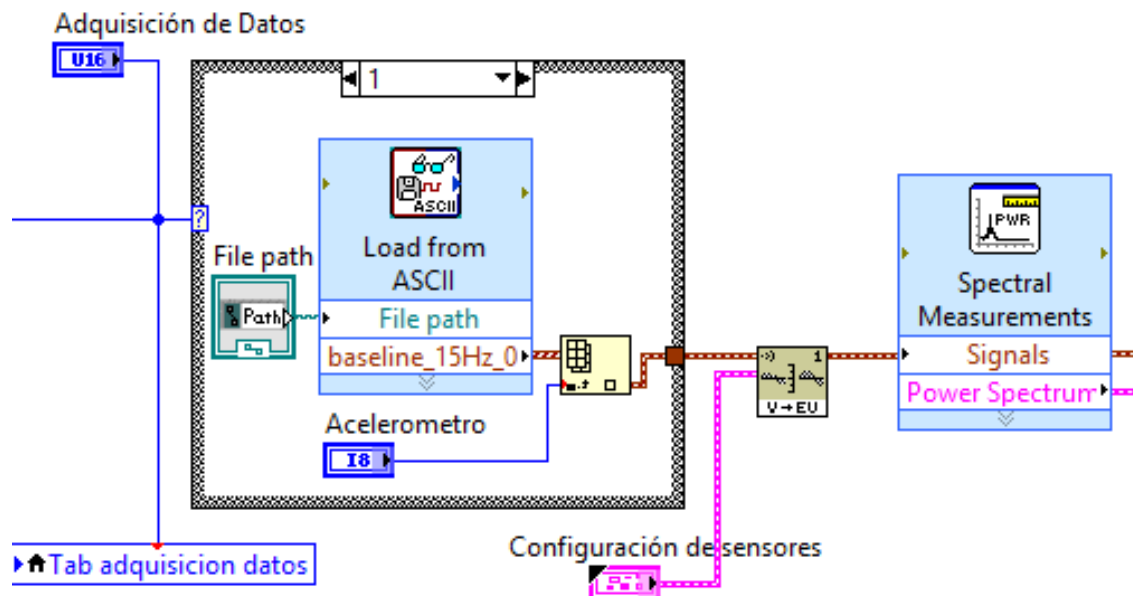 Adquisición de Datos
U16
1
?
ASCII
Load from
ASCII
File path
Path
File path
baseline_15Hz_0
Acelerometro
I8
1
V→EU
PWR
Spectral
Measurements
Signals
Power Spectrum
Configuración de sensores
Tab adquisicion datos